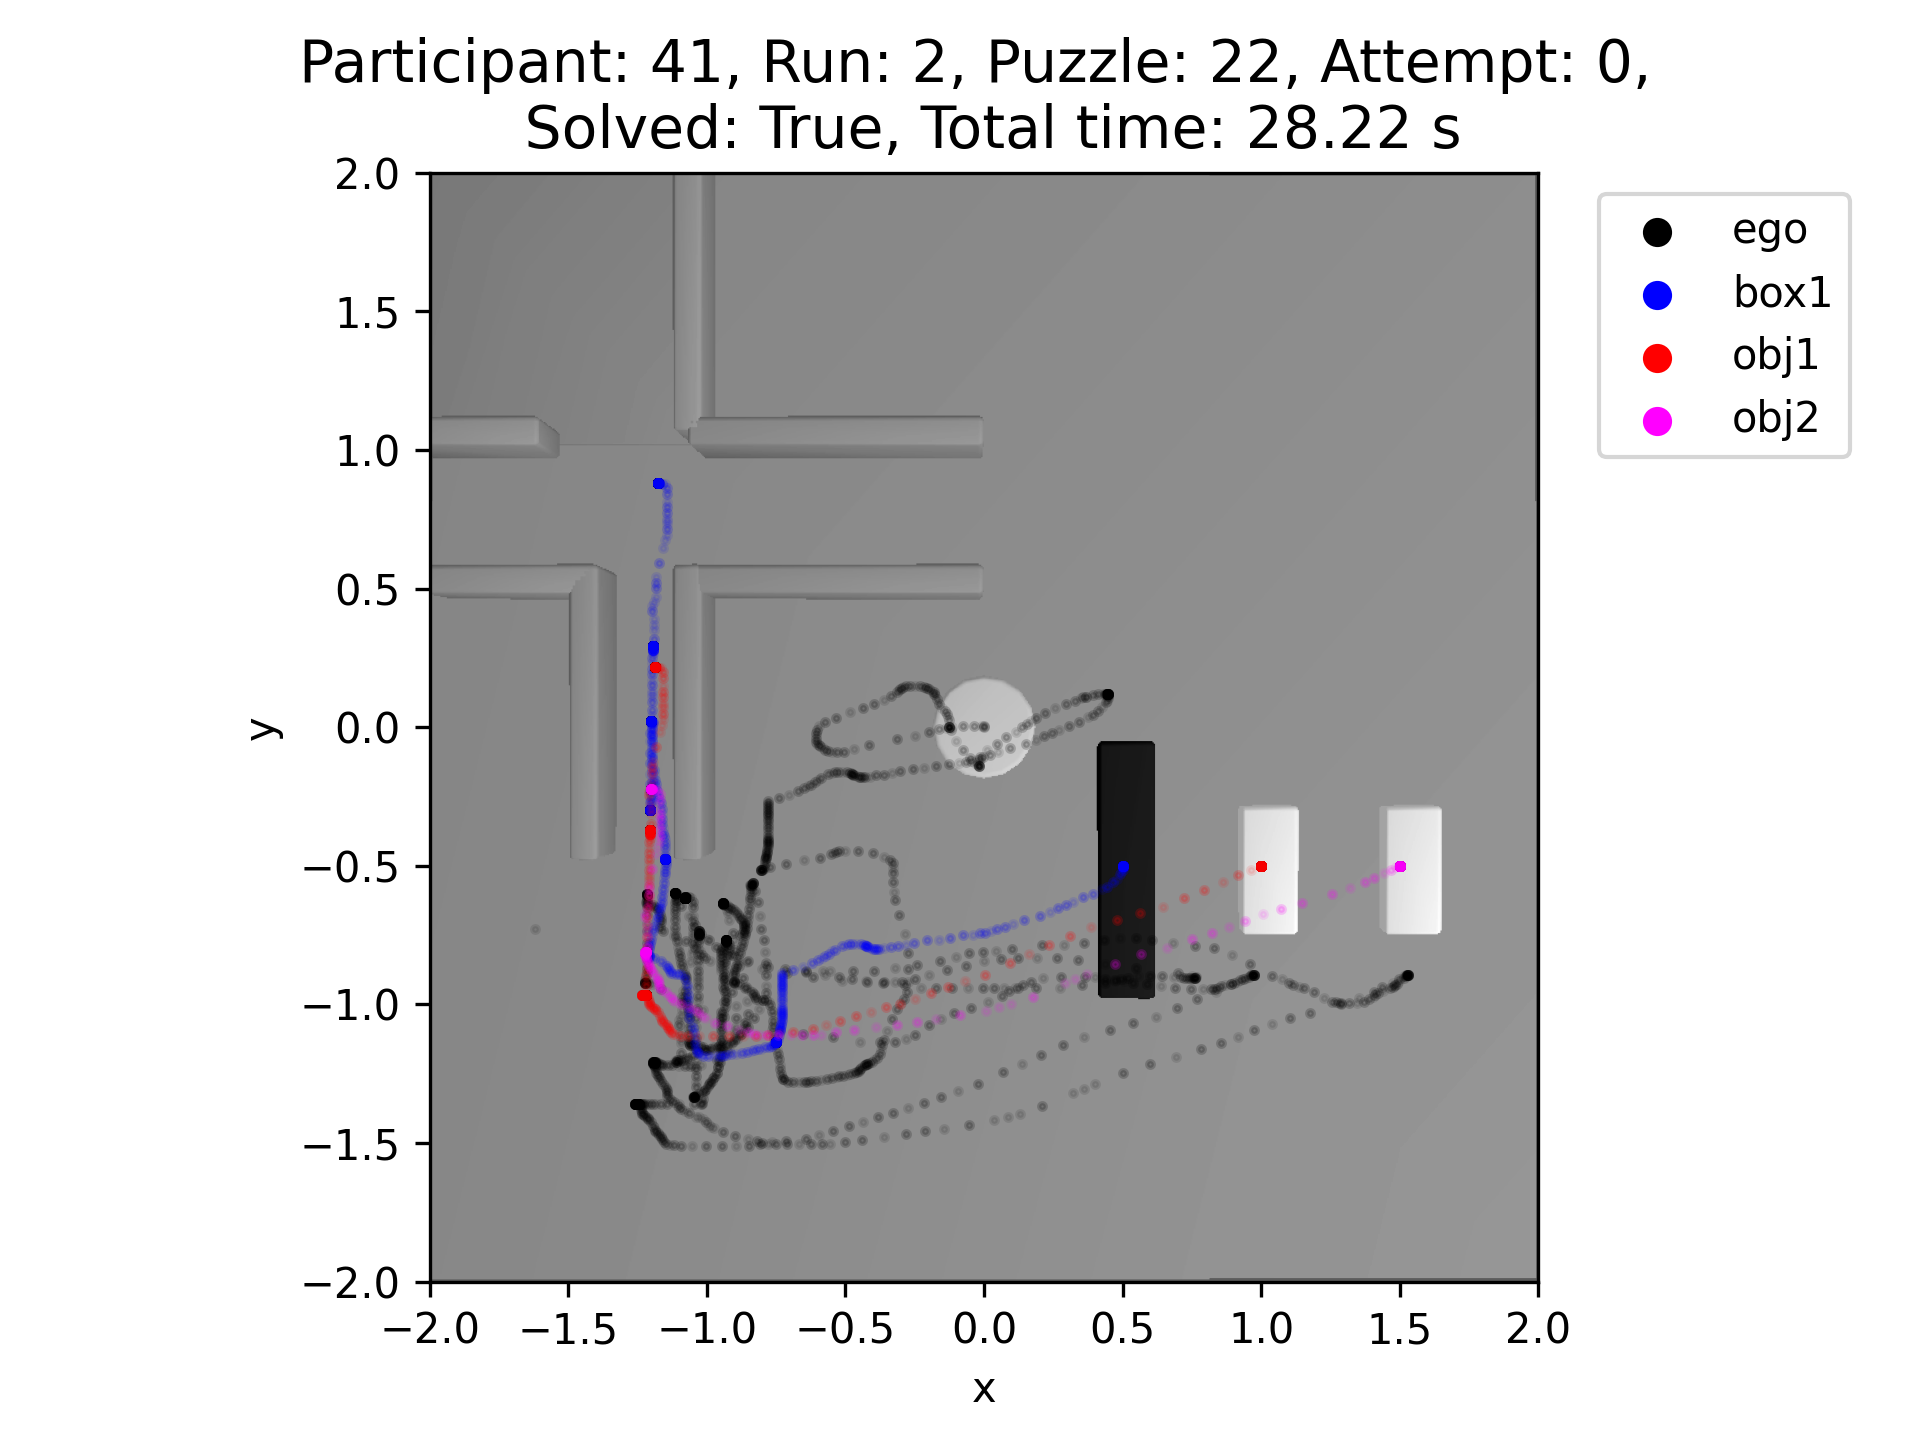 Participant: 41, Run: 2, Puzzle: 22, Attempt: 0,
Solved: True, Total time: 28.22 s
2.0
1.5
1.0
0.5
0.0
−0.5
−1.0
−1.5
−2.0
y
−2.0 −1.5 −1.0 −0.5 0.0 0.5 1.0 1.5 2.0
x
ego
box1
obj1
obj2